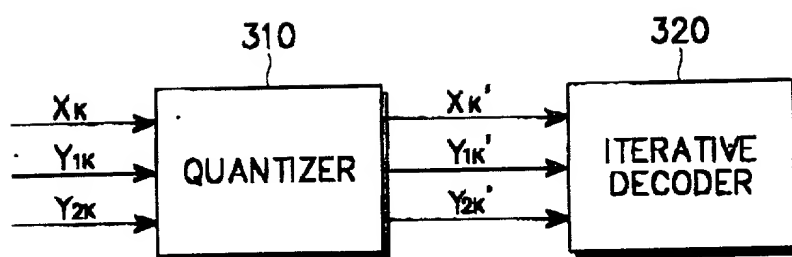 310
320
XK
Y1K
Y2K
QUANTIZER
XK'
Y1K'
Y2K'
ITERATIVE
DECODER